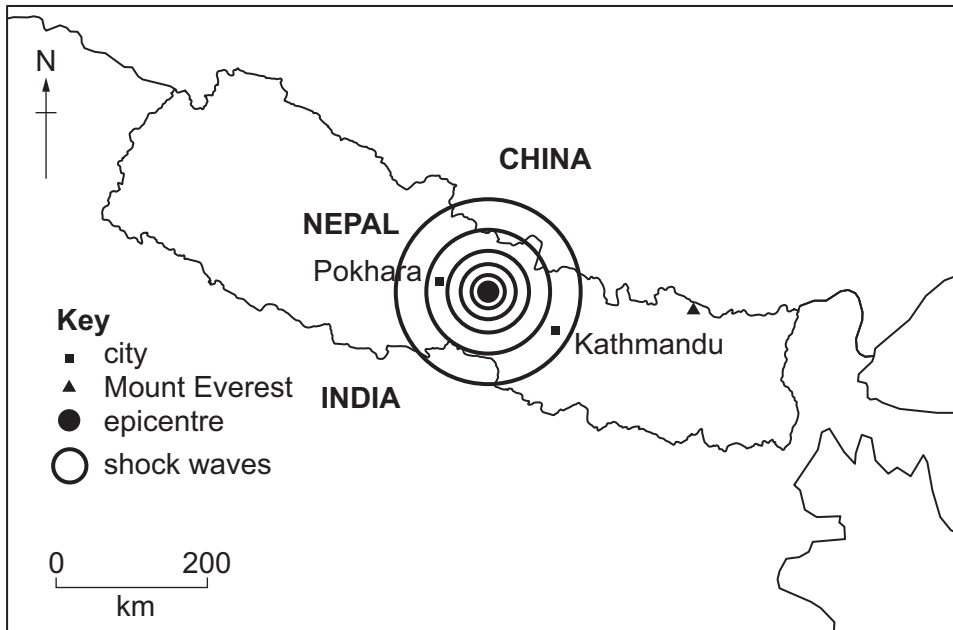 N
CHINA
NEPAL
Pokhara
Kathmandu
INDIA
Key
city
Mount Everest
epicentre
shock waves
0 200
km